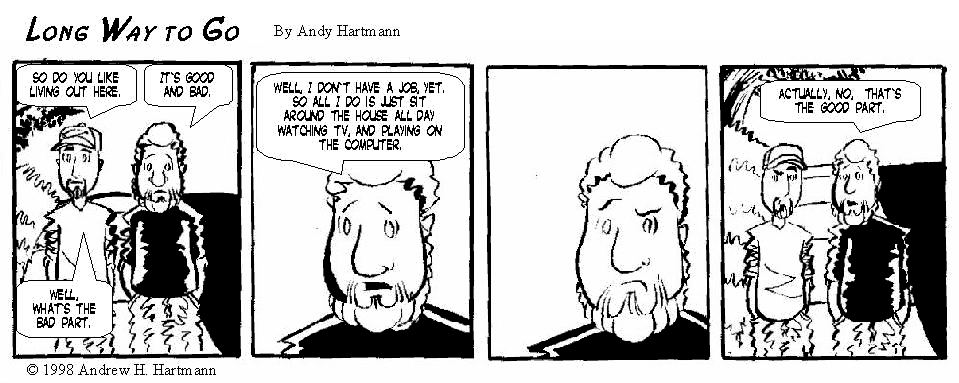 Long Way to Go
By Andy Hartmann
SO DO YOU LIKE
LIVING OUT HERE.
IT'S GOOD
AND BAD.
WELL,
WHAT'S THE
BAD PART.
WELL, I DON'T HAVE A JOB, YET.
SO ALL I DO IS JUST SIT
AROUND THE HOUSE ALL DAY
WATCHING TV, AND PLAYING ON
THE COMPUTER.
ACTUALLY, NO, THAT'S
THE GOOD PART.
© 1998 Andrew H. Hartmann